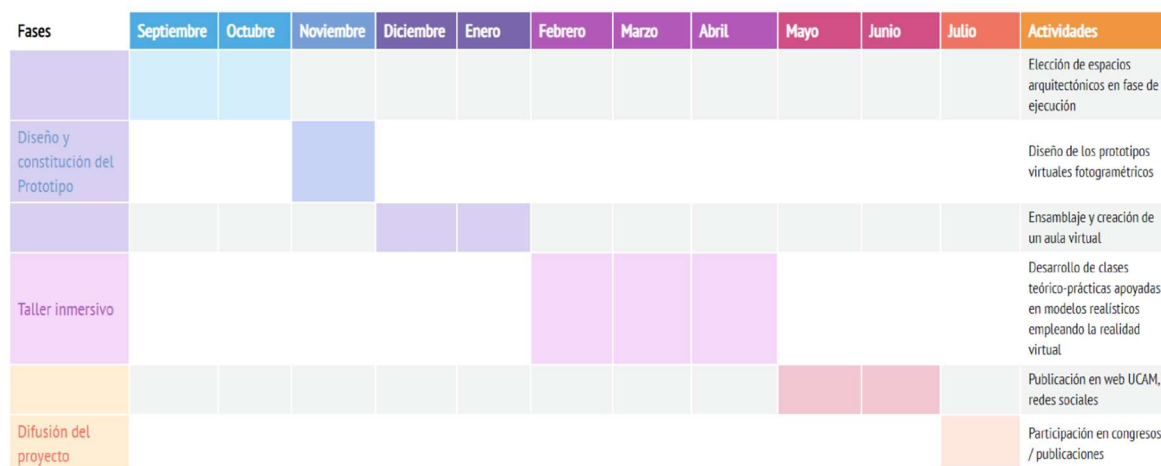 Fases Septiembre Octubre Noviembre Diciembre Enero Febrero Marzo Abril Mayo Junio Julio Actividades
Elección de espacios
arquitectónicos en fase de
ejecución
Diseño y
constitución del
Prototipo
Diseño de los prototipos
virtuales fotogramétricos
Ensamblaje y creación de
un aula virtual
Taller inmersivo
Desarrollo de clases
teórico-prácticas apoyadas
en modelos realísticos
empleando la realidad
virtual
Publicación en web UCAM,
redes sociales
Difusión del
proyecto
Participación en congresos
/ publicaciones